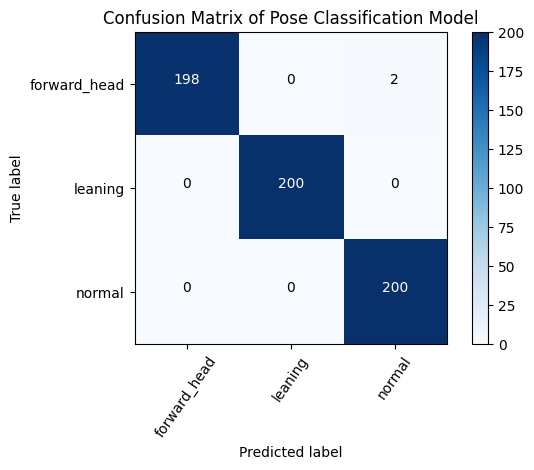 Confusion Matrix of Pose Classification Model
True label
forward_head
leaning
normal
198 0 2
0 200 0
0 0 200
forward_head
leaning
normal
Predicted label
200
175
150
125
100
75
50
25
0